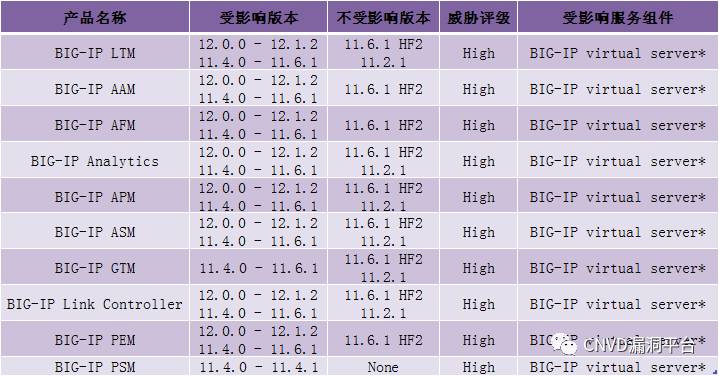 产品名称 受影响版本 不受影响版本 威胁评级 受影响服务组件
BIG-IP LTM 12.0.0 - 12.1.2 11.4.0 - 11.6.1 11.6.1 HF2 11.2.1 High BIG-IP virtual server*
BIG-IP AAM 12.0.0 - 12.1.2 11.4.0 - 11.6.1 11.6.1 HF2 High BIG-IP virtual server*
BIG-IP AFM 12.0.0 - 12.1.2 11.4.0 - 11.6.1 11.6.1 HF2 High BIG-IP virtual server*
BIG-IP Analytics 12.0.0 - 12.1.2 11.4.0 - 11.6.1 11.6.1 HF2 11.2.1 High BIG-IP virtual server*
BIG-IP APM 12.0.0 - 12.1.2 11.4.0 - 11.6.1 11.6.1 HF2 11.2.1 High BIG-IP virtual server*
BIG-IP ASM 12.0.0 - 12.1.2 11.4.0 - 11.6.1 11.6.1 HF2 11.2.1 High BIG-IP virtual server*
BIG-IP GTM 11.4.0 - 11.6.1 11.6.1 HF2 11.2.1 High BIG-IP virtual server*
BIG-IP Link Controller 12.0.0 - 12.1.2 11.4.0 - 11.6.1 11.6.1 HF2 11.2.1 High BIG-IP virtual server*
BIG-IP PEM 12.0.0 - 12.1.2 11.4.0 - 11.6.1 11.6.1 HF2 High BIG-IP virtual server*
CNVD漏洞平台
BIG-IP PSM 11.4.0 - 11.4.1 None High BIG-IP virtual server*